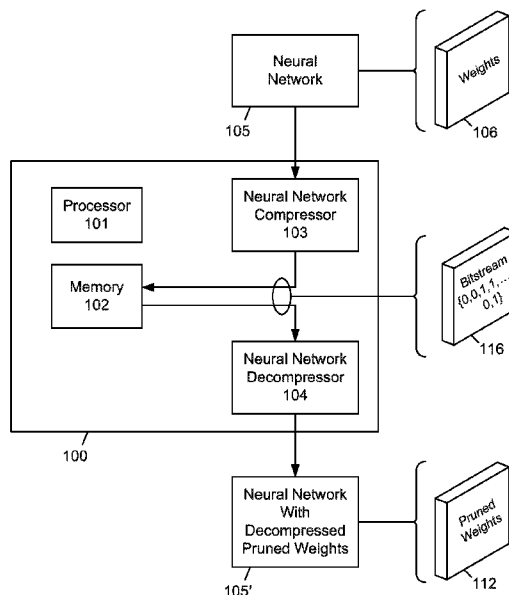 Neural
Network
105
Weights
106
Processor
101
Neural Network
Compressor
103
Memory
102
Bitstream
{0,0,1,1,...
0,1}
116
Neural Network
Decompressor
104
100
Neural Network
With
Decompressed
Pruned Weights
105'
Pruned
Weights
112